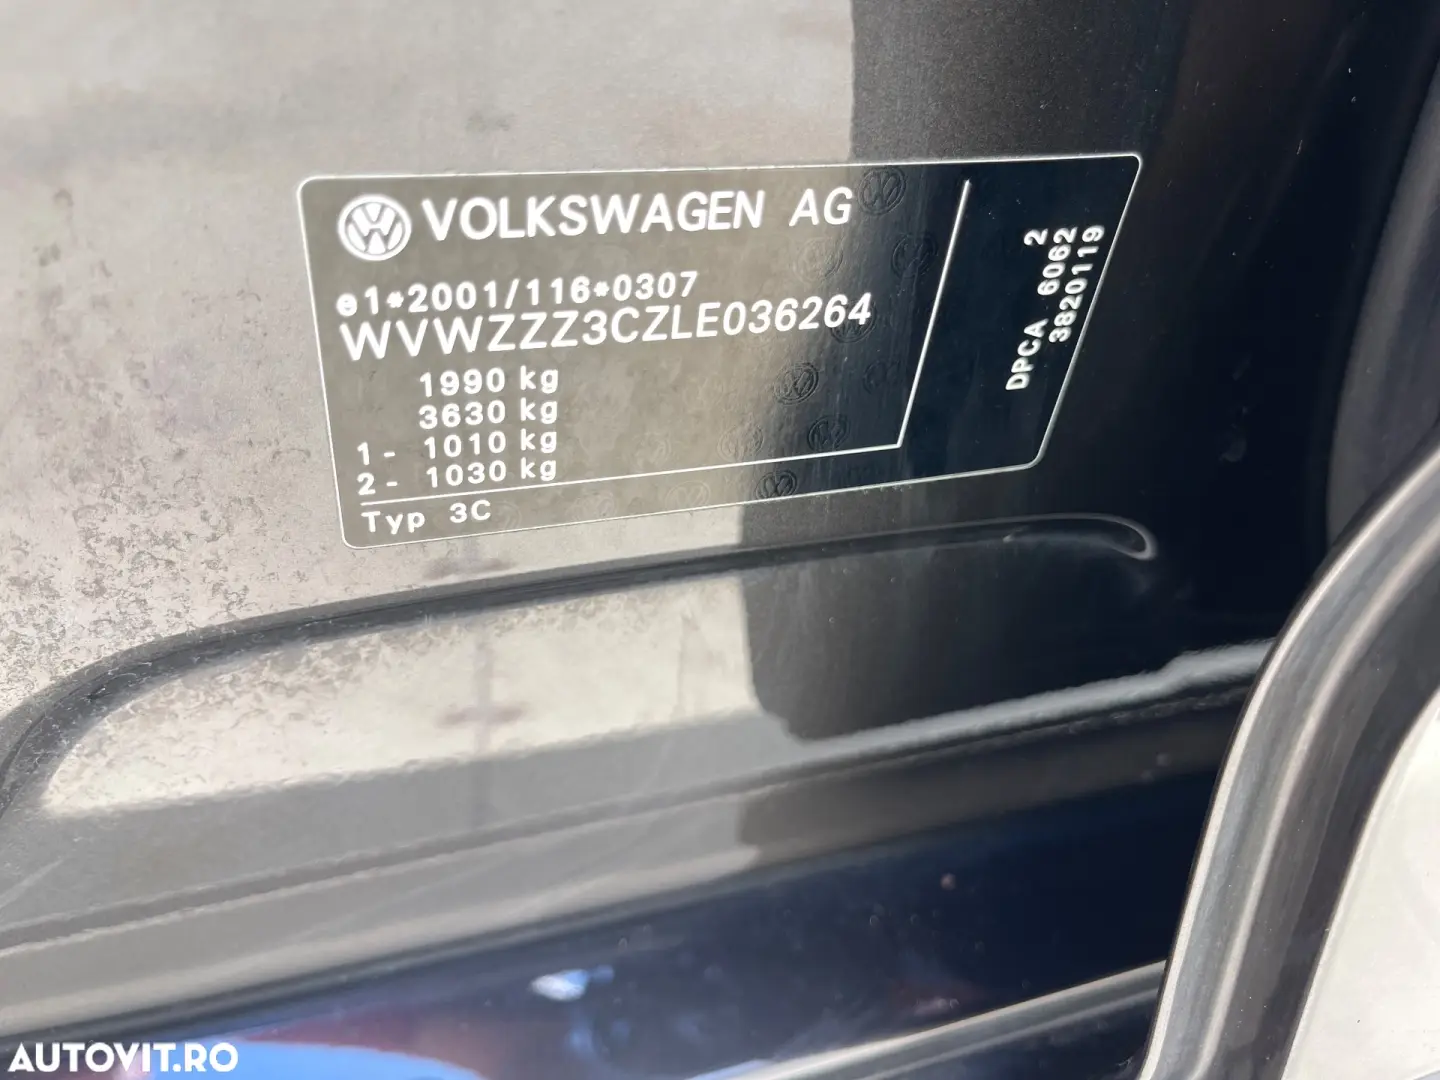 VOLKSWAGEN AG
e1*2001/116*0307
WVWZZZ3CZLE036264
1990 kg
3630 kg
1- 1010 kg
2- 1030 kg
Typ 3C
2
DPCA 6062
3820119
AUTOVIT.RO